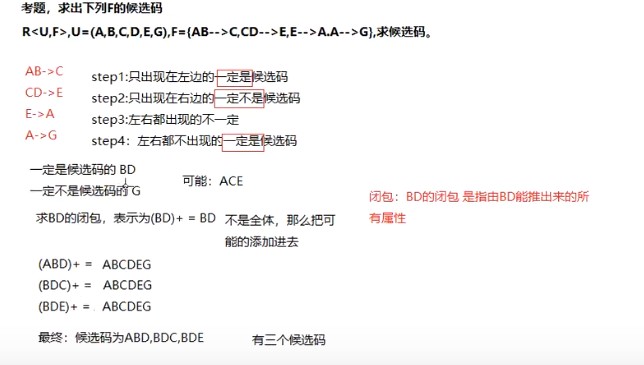 考题，求出下列F的候选码
R<U,F>,U=(A,B,C,D,E,G),F={AB-->C,CD-->E,E-->A.A-->G},求候选码。
AB->C
CD->E
E->A
A->G
step1:只出现在左边的一定是候选码
step2:只出现在右边的一定不是候选码
step3:左右都出现的不一定
step4：左右都不出现的一定是候选码
一定是候选码的 BD
一定不是候选码的 G
可能：ACE
求BD的闭包，表示为(BD)+ = BD
不是全体，那么把可
能的添加进去
闭包：BD的闭包 是指由BD能推出来的所
有属性
(ABD)+ = ABCDEG
(BDC)+ = ABCDEG
(BDE)+ = ABCDEG
最终：候选码为ABD,BDC,BDE
有三个候选码